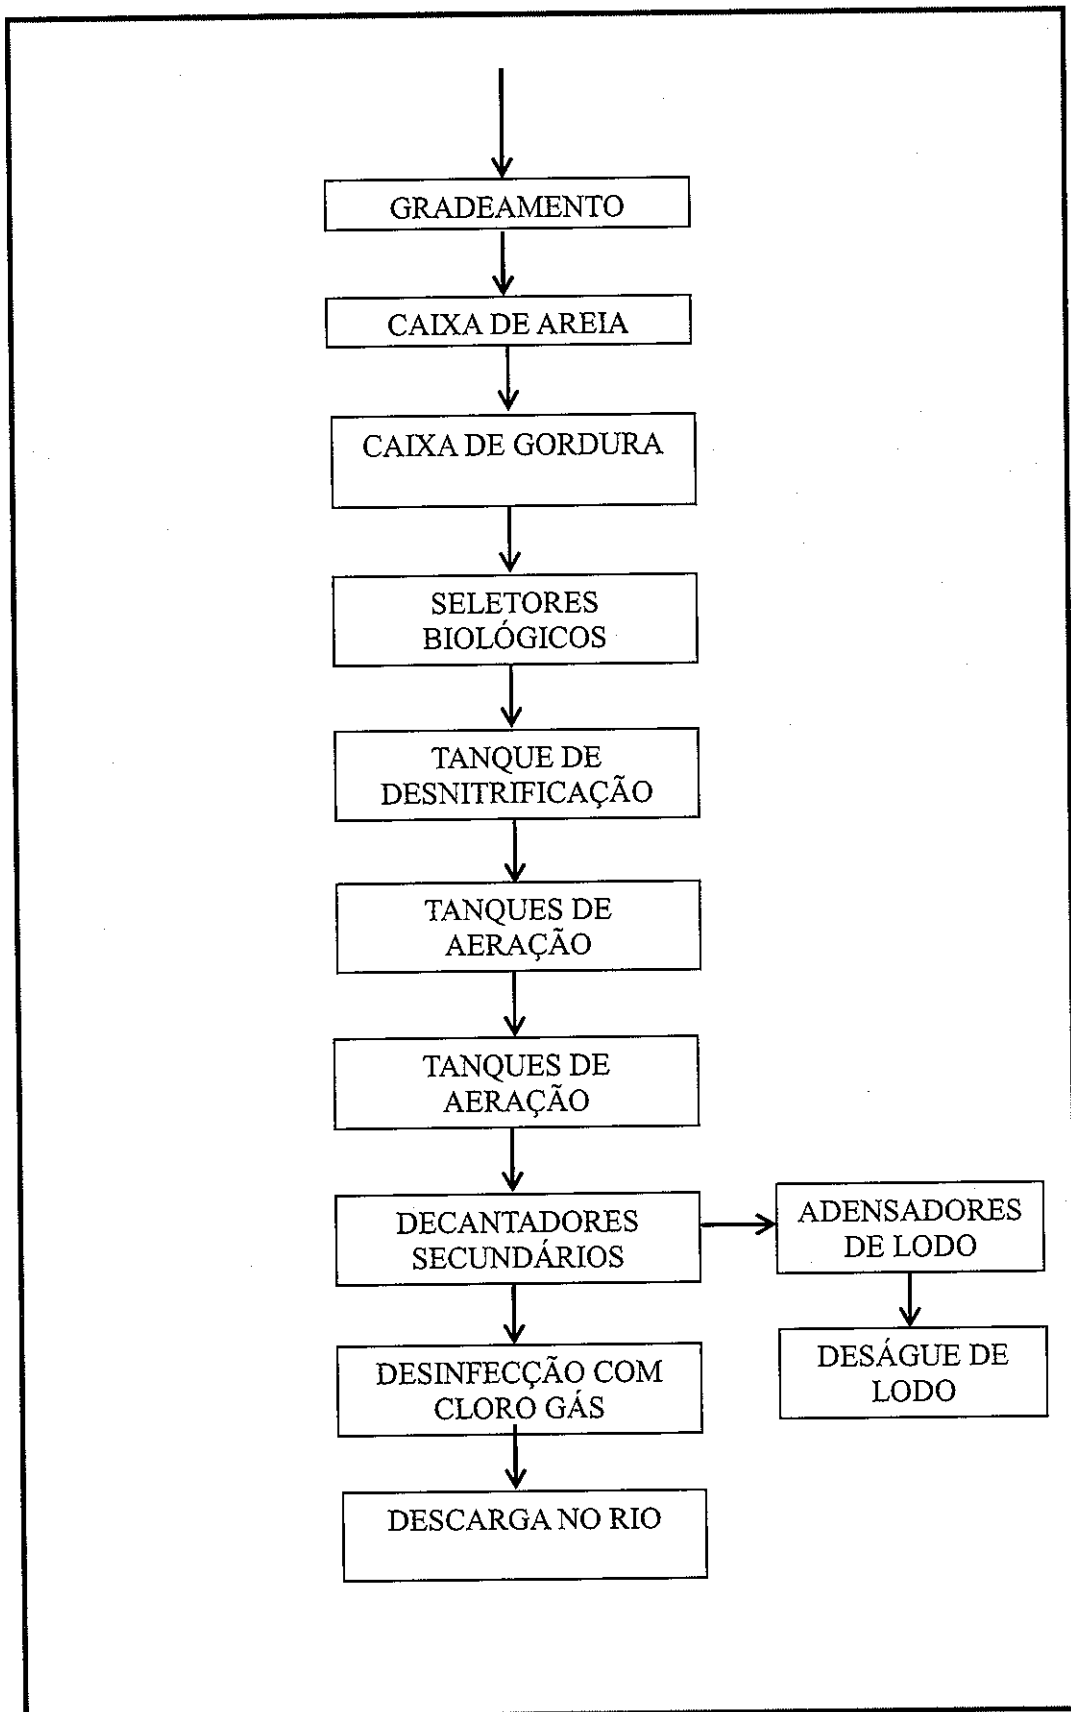 GRADEAMENTO
CAIXA DE AREIA
CAIXA DE GORDURA
SELETORES
BIOLÓGICOS
TANQUE DE
DESNITRIFICAÇÃO
TANQUES DE
AERAÇÃO
TANQUES DE
AERAÇÃO
DECANTADORES
SECUNDÁRIOS
ADENSADORES
DE LODO
DESINFECÇÃO COM
CLORO GÁS
DESÁGUE DE
LODO
DESCARGA NO RIO